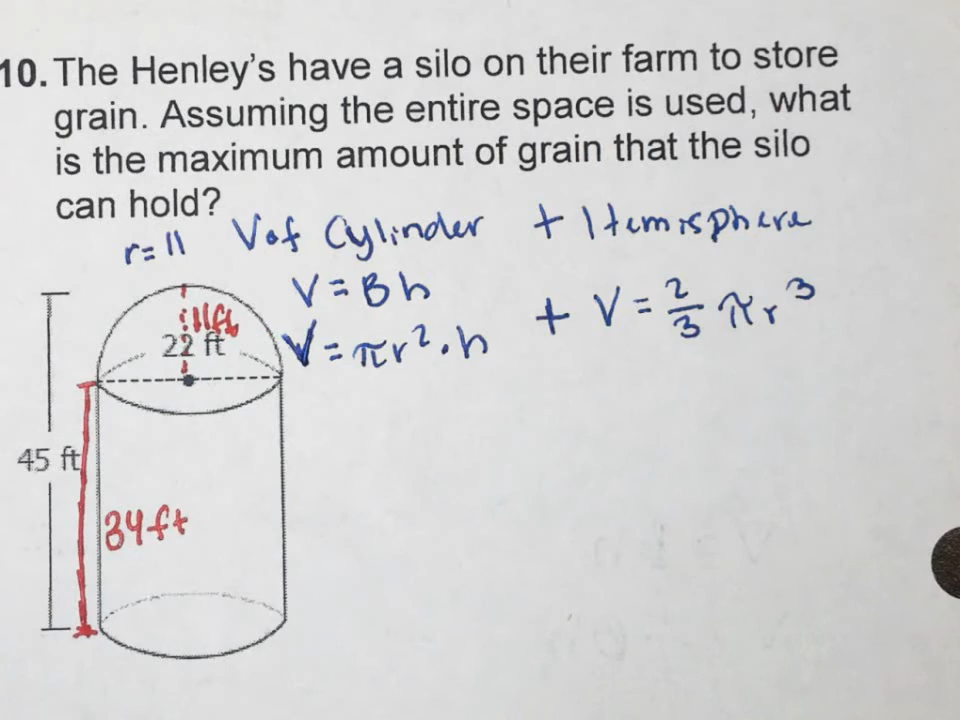 10. The Henley's have a silo on their farm to store
grain. Assuming the entire space is used, what
is the maximum amount of grain that the silo
can hold?
r=11 V of Cylinder + Hemisphere
V = Bh
V = πr²·h + V = 2/3 πr³
11ft
22 ft
45 ft
34ft